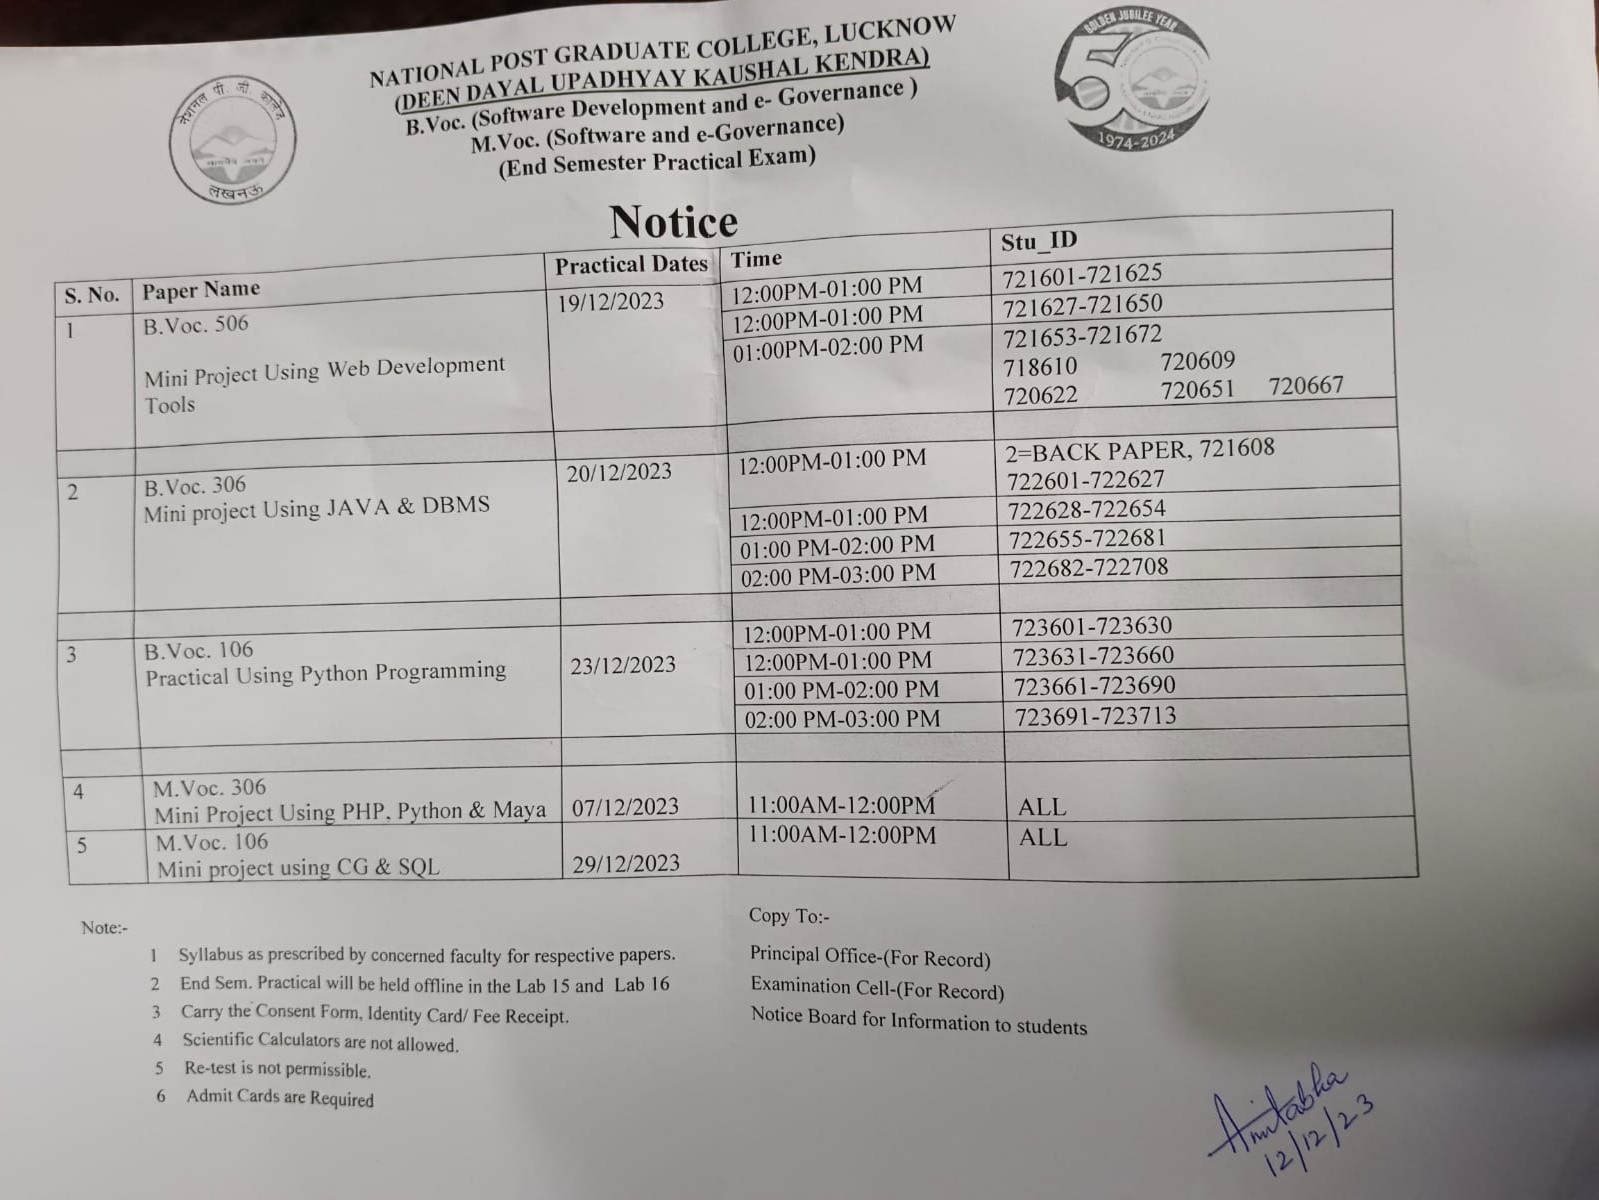 NATIONAL POST GRADUATE COLLEGE, LUCKNOW
(DEEN DAYAL UPADHYAY KAUSHAL KENDRA)
B.Voc. (Software Development and e- Governance )
M.Voc. (Software and e-Governance)
(End Semester Practical Exam)
नेशनल पी. जी. कालेज
लखनऊ
GOLDEN JUBILEE YEAR
50
1974-2024
Notice
S. No. Paper Name Practical Dates Time Stu_ID
1 B.Voc. 506 19/12/2023 12:00PM-01:00 PM 721601-721625
12:00PM-01:00 PM 721627-721650
Mini Project Using Web Development 01:00PM-02:00 PM 721653-721672
Tools 718610 720609
720622 720651 720667
2 B.Voc. 306 20/12/2023 12:00PM-01:00 PM 2=BACK PAPER, 721608
Mini project Using JAVA & DBMS 722601-722627
12:00PM-01:00 PM 722628-722654
01:00 PM-02:00 PM 722655-722681
02:00 PM-03:00 PM 722682-722708
3 B.Voc. 106 12:00PM-01:00 PM 723601-723630
Practical Using Python Programming 23/12/2023 12:00PM-01:00 PM 723631-723660
01:00 PM-02:00 PM 723661-723690
02:00 PM-03:00 PM 723691-723713
4 M.Voc. 306
Mini Project Using PHP, Python & Maya 07/12/2023 11:00AM-12:00PM ALL
5 M.Voc. 106 11:00AM-12:00PM ALL
Mini project using CG & SQL 29/12/2023
Note:-
1 Syllabus as prescribed by concerned faculty for respective papers.
2 End Sem. Practical will be held offline in the Lab 15 and Lab 16
3 Carry the Consent Form, Identity Card/ Fee Receipt.
4 Scientific Calculators are not allowed.
5 Re-test is not permissible.
6 Admit Cards are Required
Copy To:-
Principal Office-(For Record)
Examination Cell-(For Record)
Notice Board for Information to students
Amitabha
12/12/23